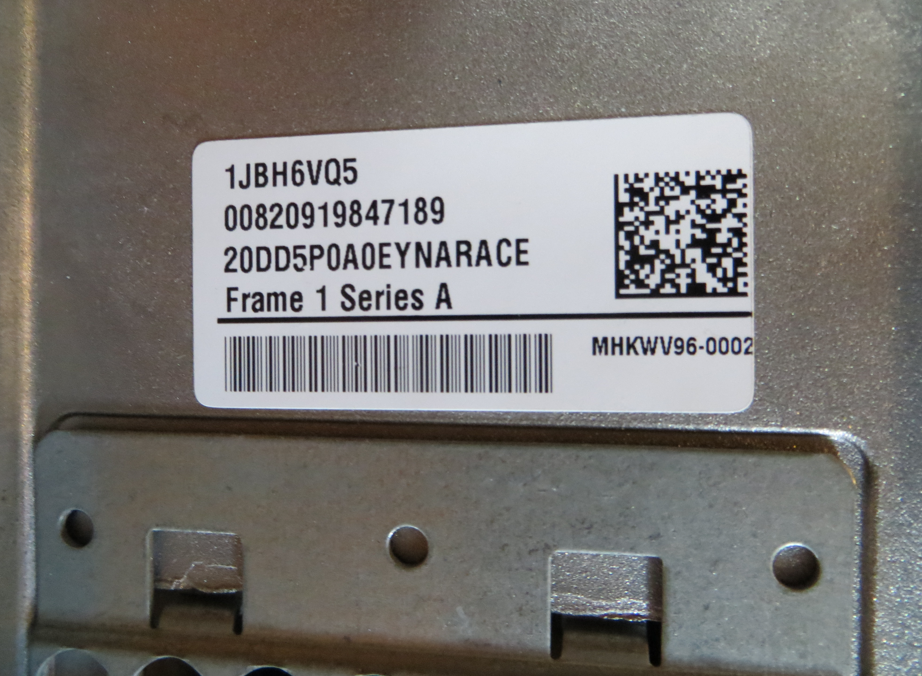 1JBH6VQ5
00820919847189
20DD5P0A0EYNARACE
Frame 1 Series A
MHKWV96-0002